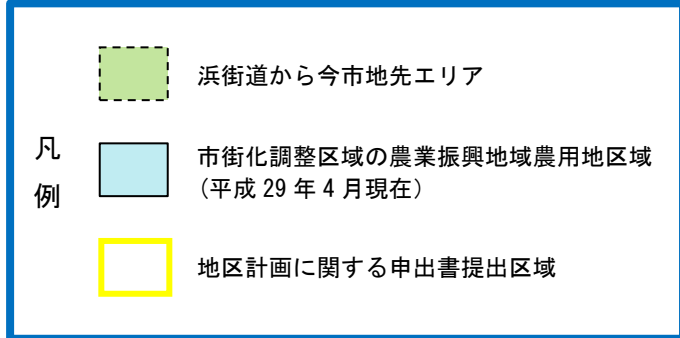 凡例
浜街道から今市地先エリア
市街化調整区域の農業振興地域農用地区域
（平成 29 年 4 月現在）
地区計画に関する申出書提出区域